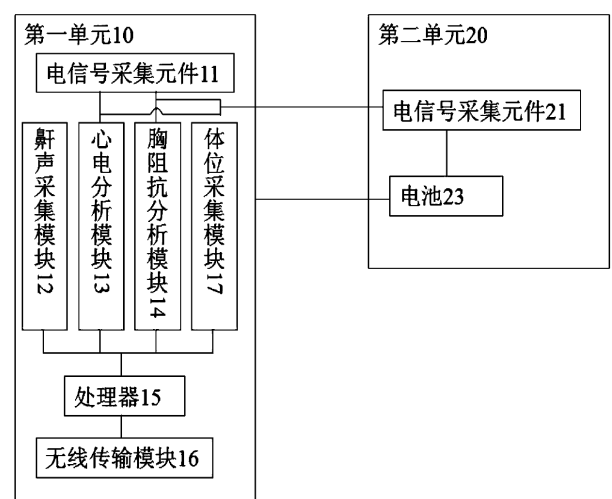 第一单元10
电信号采集元件11
鼾声采集模块12
心电分析模块13
胸阻抗分析模块14
体位采集模块17
处理器15
无线传输模块16
第二单元20
电信号采集元件21
电池23